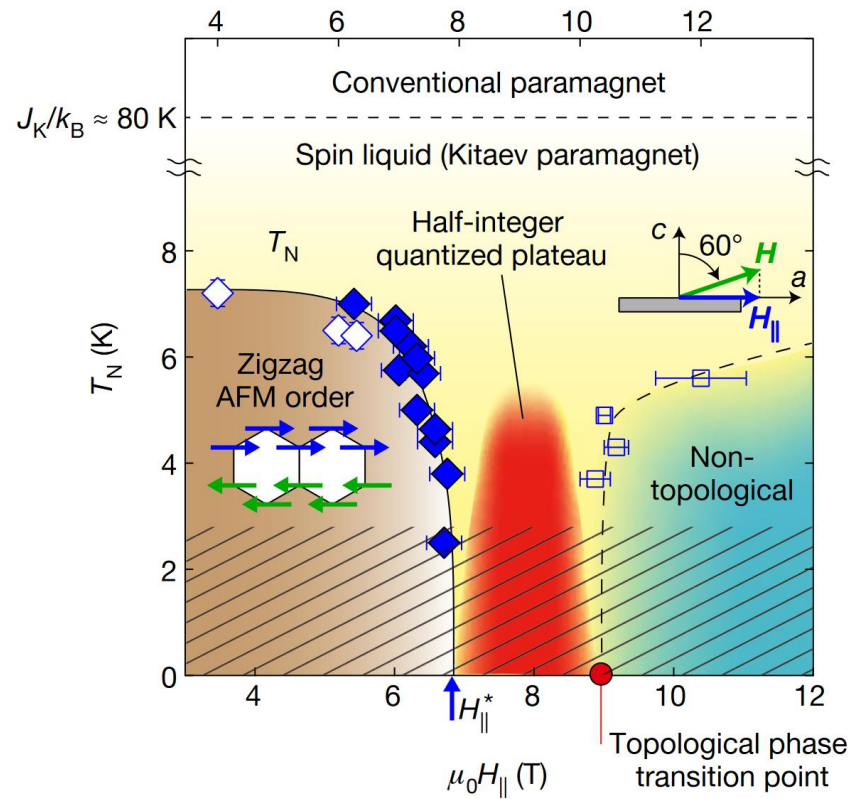 4 6 8 10 12
Conventional paramagnet
J_K/k_B ≈ 80 K
Spin liquid (Kitaev paramagnet)
Half-integer
quantized plateau
T_N
c
60°
H
a
H_∥
8
6
4
2
0
T_N (K)
Zigzag
AFM order
Non-
topological
4 6 8 10 12
H_∥^*
μ_0H_∥ (T)
Topological phase
transition point